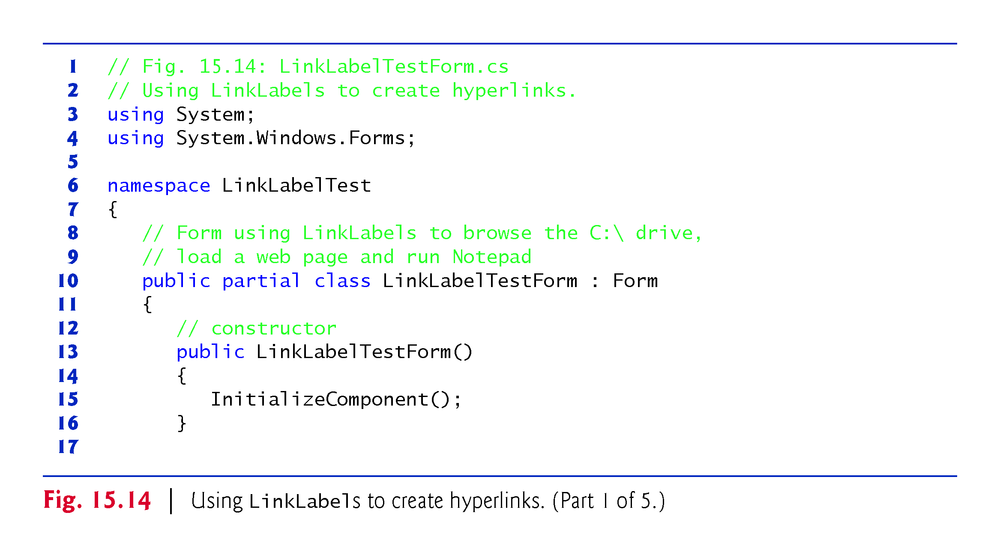 1 // Fig. 15.14: LinkLabelTestForm.cs
2 // Using LinkLabels to create hyperlinks.
3 using System;
4 using System.Windows.Forms;
5
6 namespace LinkLabelTest
7 {
8    // Form using LinkLabels to browse the C:\ drive,
9    // load a web page and run Notepad
10    public partial class LinkLabelTestForm : Form
11    {
12       // constructor
13       public LinkLabelTestForm()
14       {
15          InitializeComponent();
16       }
17
Fig. 15.14 | Using LinkLabels to create hyperlinks. (Part 1 of 5.)